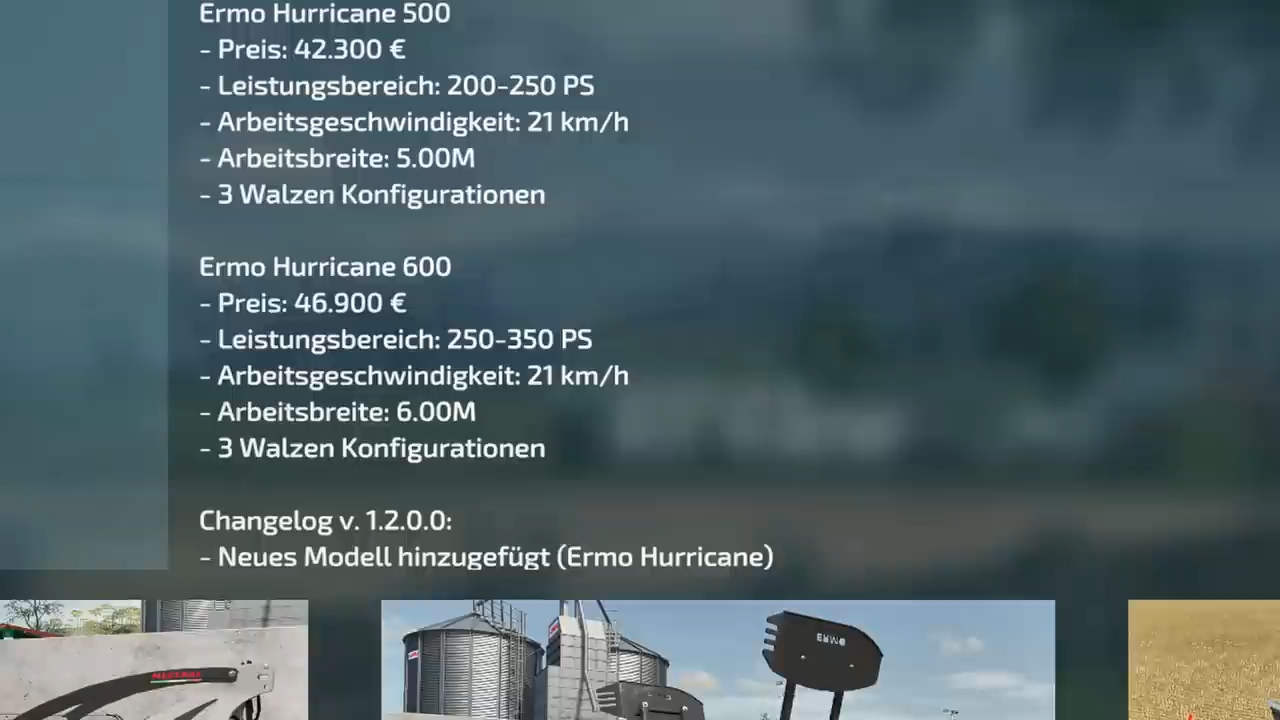 Ermo Hurricane 500
- Preis: 42.300 €
- Leistungsbereich: 200-250 PS
- Arbeitsgeschwindigkeit: 21 km/h
- Arbeitsbreite: 5.00M
- 3 Walzen Konfigurationen
Ermo Hurricane 600
- Preis: 46.900 €
- Leistungsbereich: 250-350 PS
- Arbeitsgeschwindigkeit: 21 km/h
- Arbeitsbreite: 6.00M
- 3 Walzen Konfigurationen
Changelog v. 1.2.0.0:
- Neues Modell hinzugefügt (Ermo Hurricane)
ERMO